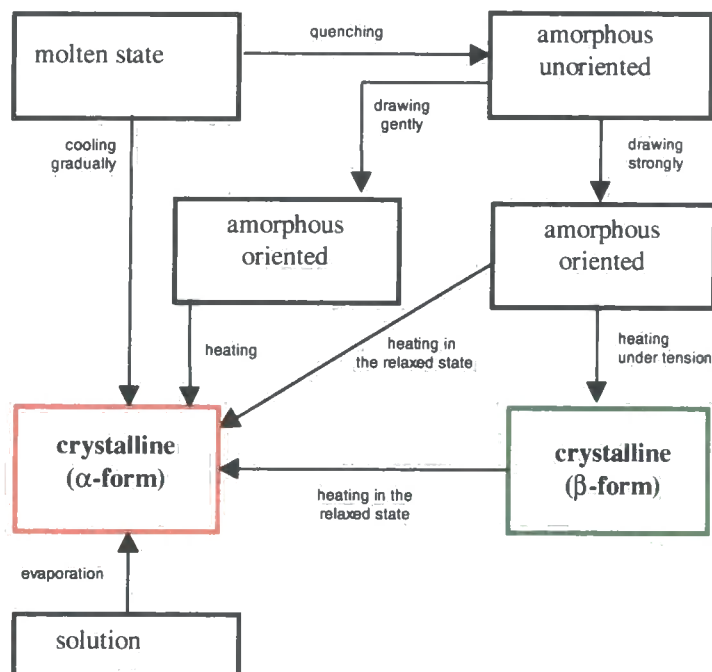 molten state
quenching
amorphous
unoriented
cooling
gradually
drawing
gently
drawing
strongly
amorphous
oriented
amorphous
oriented
heating
heating in
the relaxed state
heating
under tension
crystalline
(α-form)
heating in the
relaxed state
crystalline
(β-form)
evaporation
solution